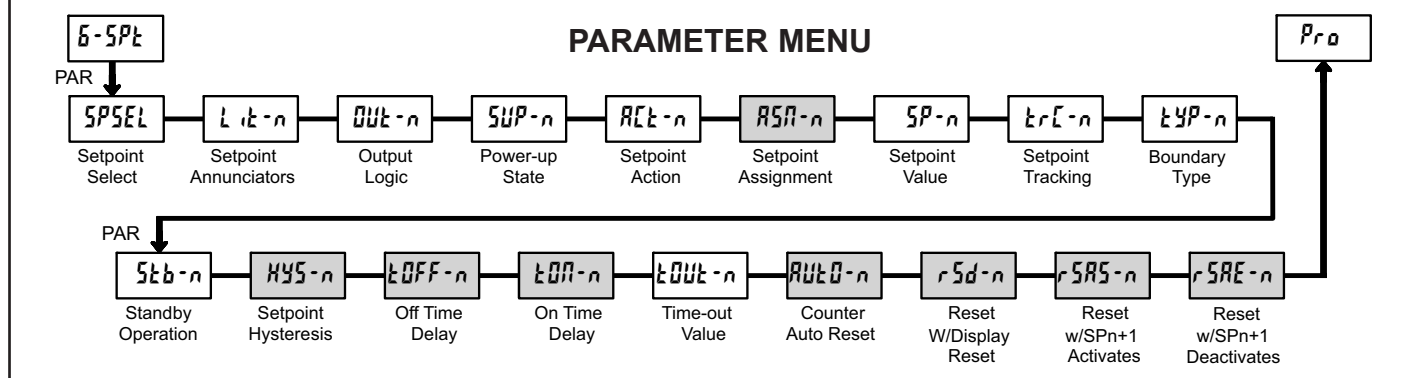 6-SPt
PARAMETER MENU
Pro
PAR
SPSEL
Lit-n
OUt-n
SUP-n
ACt-n
ASN-n
SP-n
trC-n
tYP-n
Setpoint Select
Setpoint Annunciators
Output Logic
Power-up State
Setpoint Action
Setpoint Assignment
Setpoint Value
Setpoint Tracking
Boundary Type
PAR
Stb-n
HYS-n
tOFF-n
tON-n
tOUt-n
AUtO-n
rSd-n
rSAS-n
rSAE-n
Standby Operation
Setpoint Hysteresis
Off Time Delay
On Time Delay
Time-out Value
Counter Auto Reset
Reset W/Display Reset
Reset w/SPn+1 Activates
Reset w/SPn+1 Deactivates